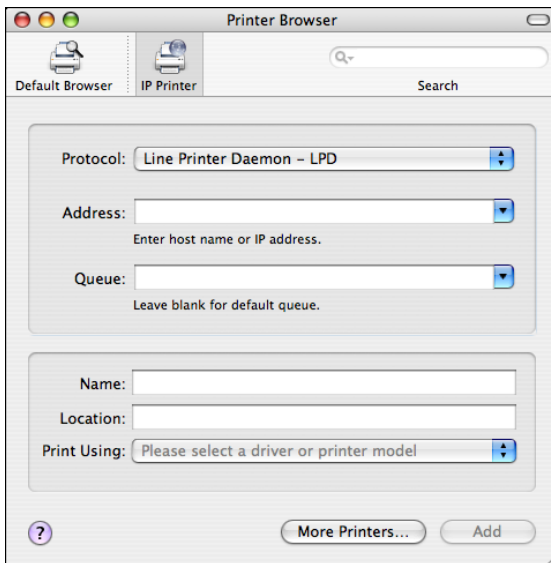 Printer Browser
Default Browser
IP Printer
Search
Protocol: Line Printer Daemon – LPD
Address:
Enter host name or IP address.
Queue:
Leave blank for default queue.
Name:
Location:
Print Using: Please select a driver or printer model
? More Printers... Add